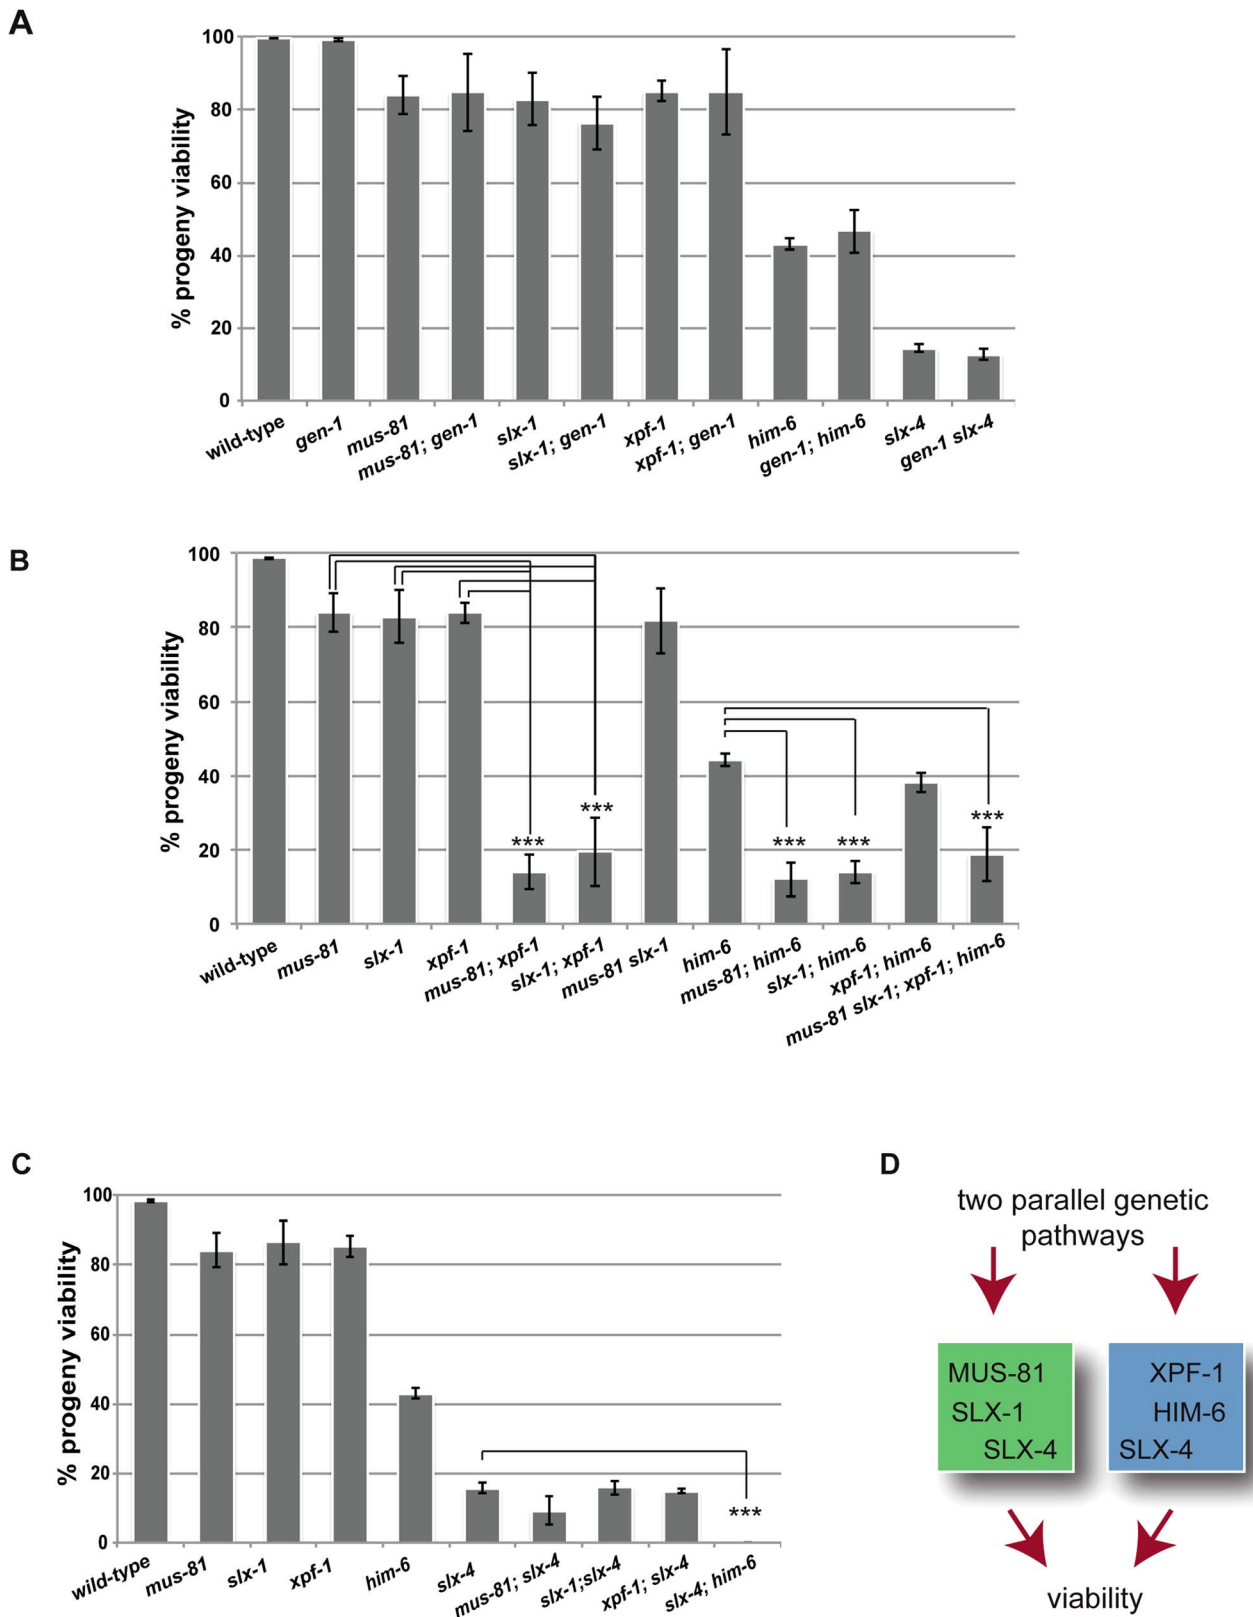 A
100
80
60
40
20
0
% progeny viability
wild-type
gen-1
mus-81
mus-81; gen-1
slx-1
slx-1; gen-1
xpf-1
xpf-1; gen-1
him-6
gen-1; him-6
slx-4
gen-1 slx-4
B
100
80
60
40
20
0
% progeny viability
***
***
***
***
***
wild-type
mus-81
slx-1
xpf-1
mus-81; xpf-1
slx-1; xpf-1
mus-81 slx-1
him-6
mus-81; him-6
slx-1; him-6
xpf-1; him-6
mus-81 slx-1; xpf-1; him-6
C
100
80
60
40
20
0
% progeny viability
***
wild-type
mus-81
slx-1
xpf-1
him-6
slx-4
mus-81; slx-4
slx-1;slx-4
xpf-1; slx-4
slx-4; him-6
D
two parallel genetic
pathways
MUS-81
SLX-1
SLX-4
XPF-1
HIM-6
SLX-4
viability